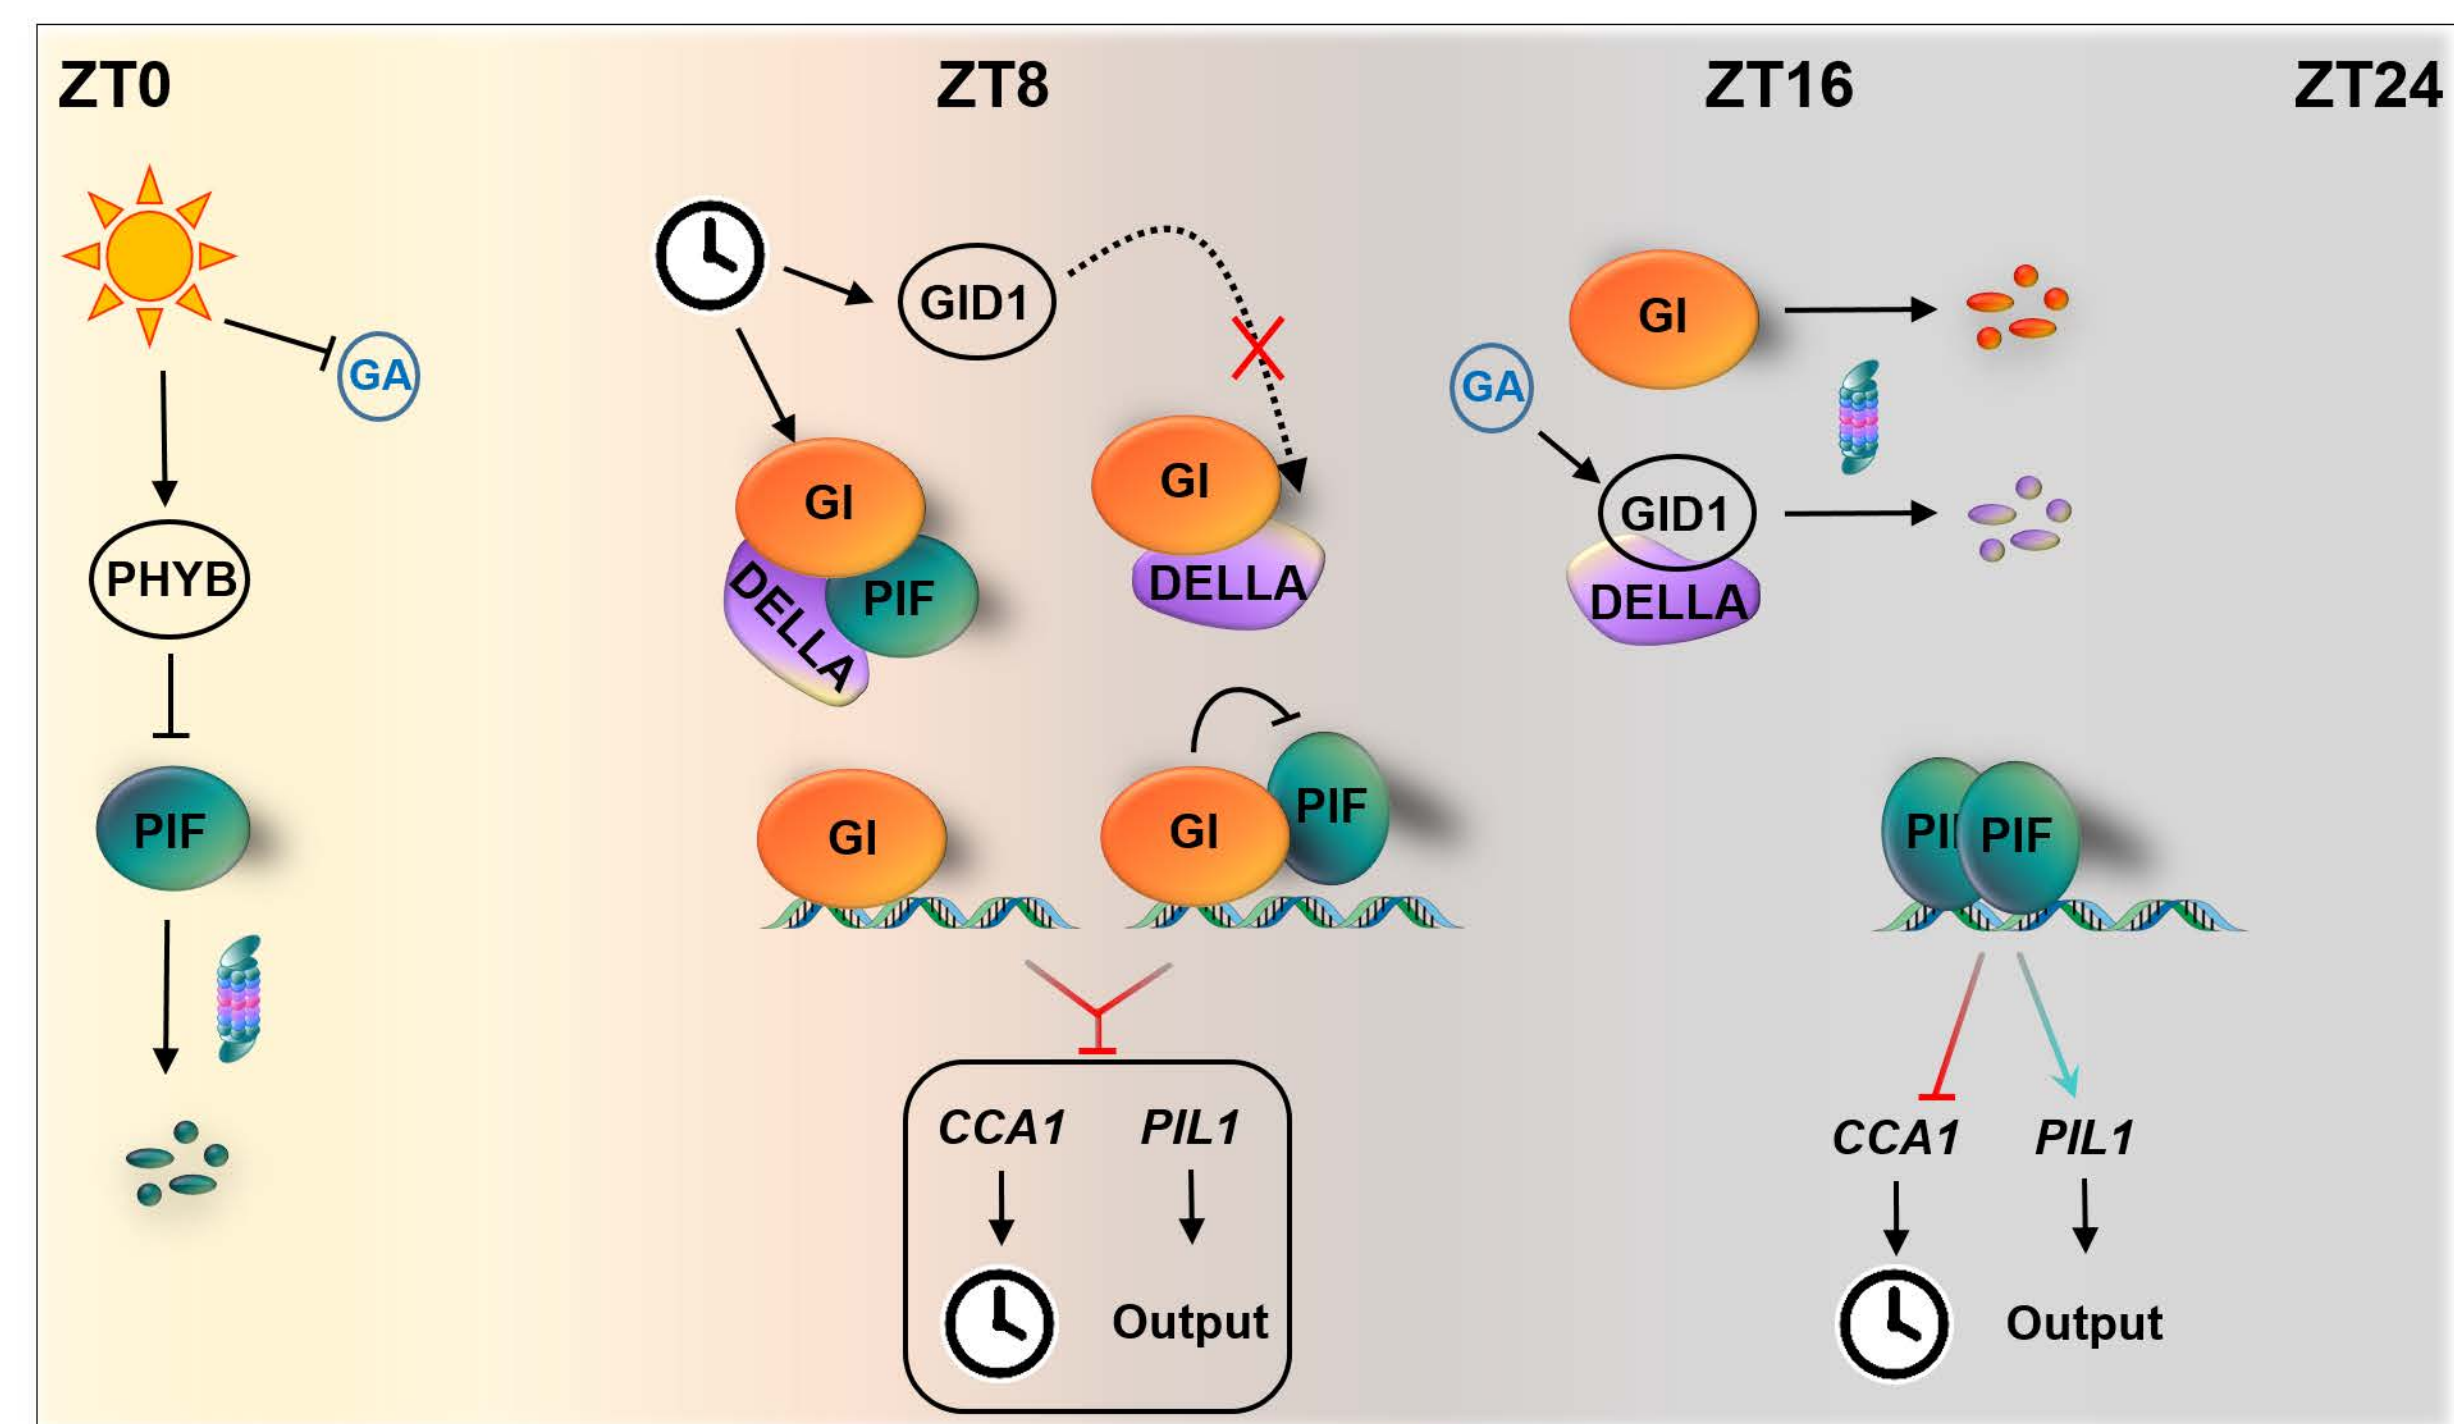 ZT0
ZT8
ZT16
ZT24
GA
PHYB
PIF
GID1
GI
DELLA
PIF
GI
DELLA
GI
GI
PIF
CCA1
PIL1
Output
GI
GA
GID1
DELLA
PI
PIF
CCA1
PIL1
Output